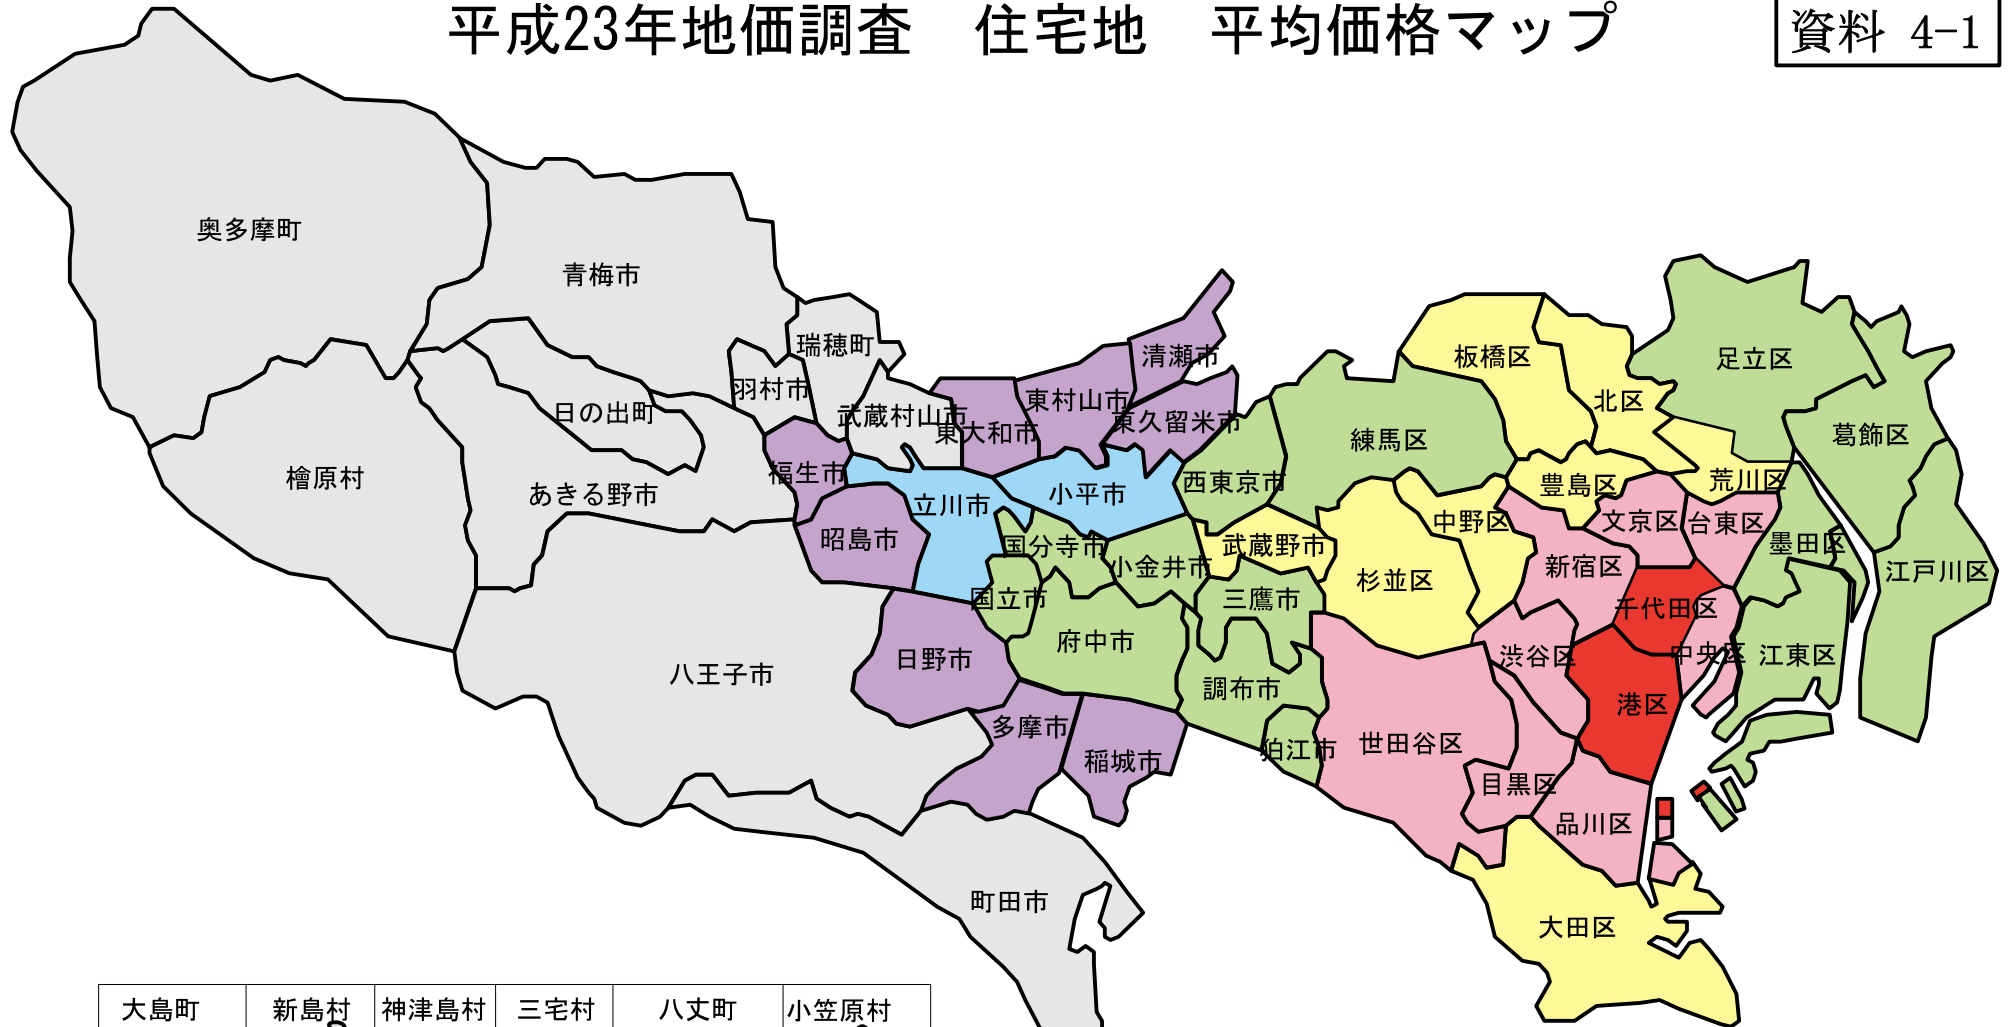 平成23年地価調査　住宅地　平均価格マップ
資料 4-1
奥多摩町
青梅市
瑞穂町
羽村市
日の出町
武蔵村山市
東大和市
東村山市
清瀬市
東久留米市
檜原村
あきる野市
福生市
昭島市
立川市
小平市
西東京市
練馬区
板橋区
北区
足立区
葛飾区
荒川区
豊島区
中野区
文京区
台東区
墨田区
江戸川区
国分寺市
小金井市
武蔵野市
杉並区
新宿区
千代田区
国立市
府中市
三鷹市
八王子市
日野市
調布市
渋谷区
中央区
江東区
港区
多摩市
稲城市
狛江市
世田谷区
目黒区
品川区
町田市
大田区
大島町
新島村
神津島村
三宅村
八丈町
小笠原村